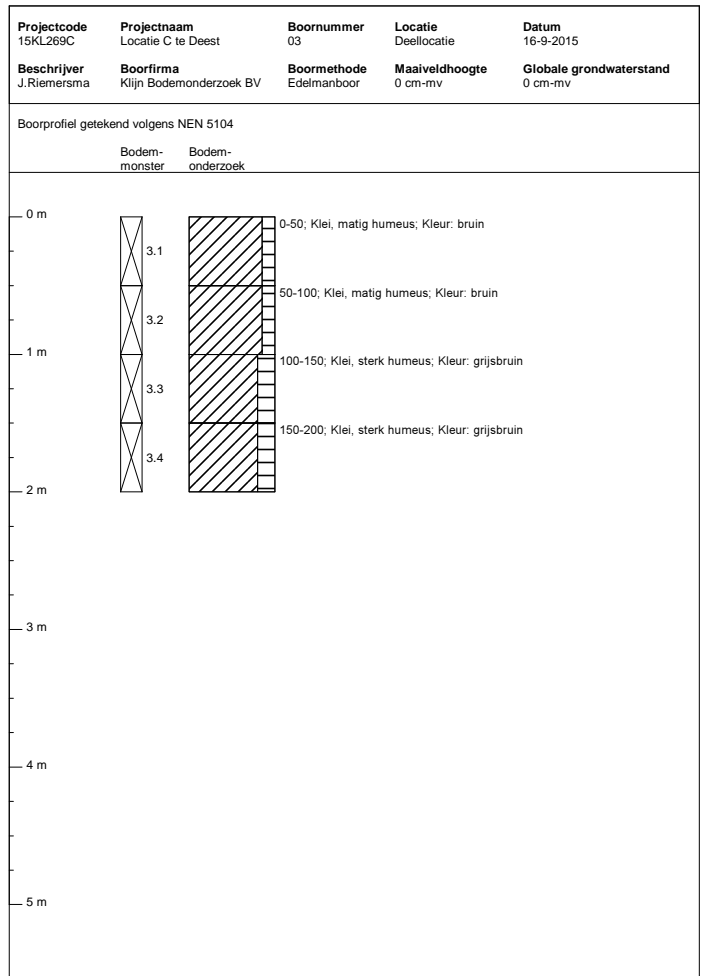 Projectcode Projectnaam Boornummer Locatie Datum
15KL269C Locatie C te Deest 03 Deellocatie 16-9-2015
Beschrijver Boorfirma Boormethode Maaiveldhoogte Globale grondwaterstand
J.Riemersma Klijn Bodemonderzoek BV Edelmanboor 0 cm-mv 0 cm-mv
Boorprofiel getekend volgens NEN 5104
Bodem- Bodem-
monster onderzoek
0 m
0-50; Klei, matig humeus; Kleur: bruin
3.1
50-100; Klei, matig humeus; Kleur: bruin
3.2
1 m
100-150; Klei, sterk humeus; Kleur: grijsbruin
3.3
150-200; Klei, sterk humeus; Kleur: grijsbruin
3.4
2 m
3 m
4 m
5 m